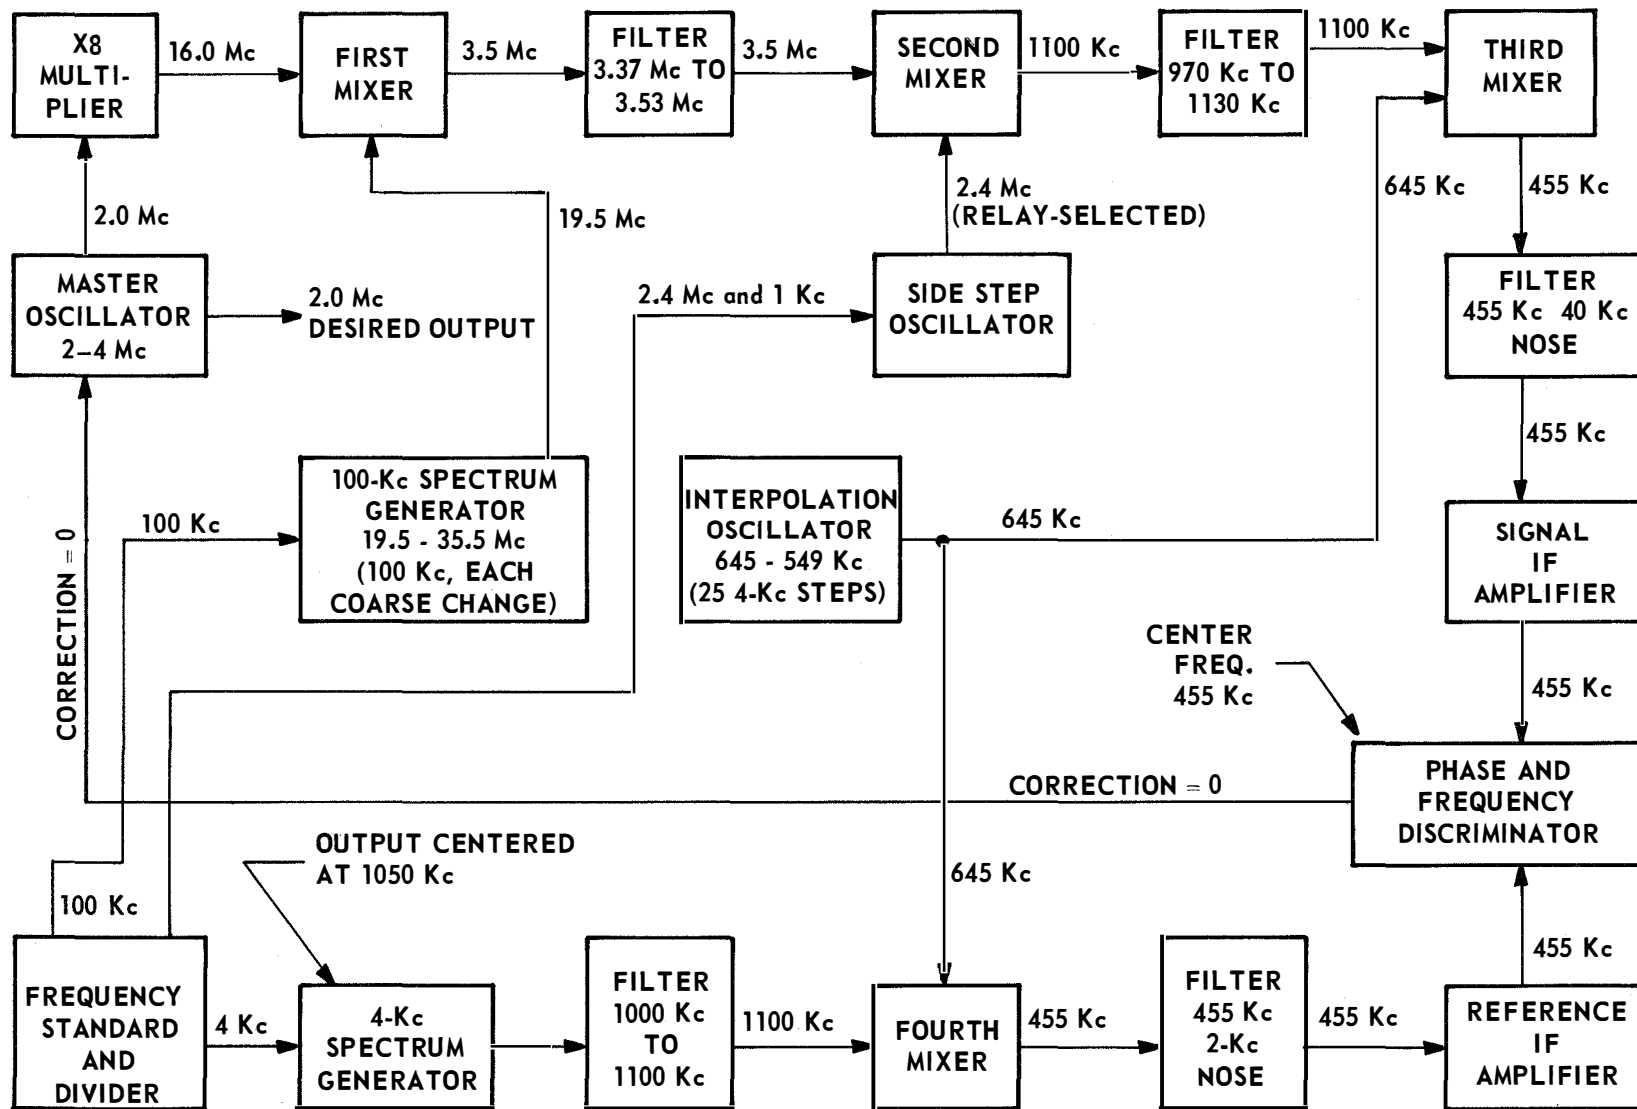 X8
MULTI-
PLIER
16.0 Mc
FIRST
MIXER
3.5 Mc
FILTER
3.37 Mc TO
3.53 Mc
3.5 Mc
SECOND
MIXER
1100 Kc
FILTER
970 Kc TO
1130 Kc
1100 Kc
THIRD
MIXER
2.0 Mc
19.5 Mc
2.4 Mc
(RELAY-SELECTED)
645 Kc
455 Kc
MASTER
OSCILLATOR
2-4 Mc
2.0 Mc
DESIRED OUTPUT
2.4 Mc and 1 Kc
SIDE STEP
OSCILLATOR
FILTER
455 Kc 40 Kc
NOSE
455 Kc
CORRECTION = 0
100 Kc
100-Kc SPECTRUM
GENERATOR
19.5 - 35.5 Mc
(100 Kc, EACH
COARSE CHANGE)
INTERPOLATION
OSCILLATOR
645 - 549 Kc
(25 4-Kc STEPS)
645 Kc
SIGNAL
IF
AMPLIFIER
CENTER
FREQ.
455 Kc
455 Kc
PHASE AND
FREQUENCY
DISCRIMINATOR
CORRECTION = 0
OUTPUT CENTERED
AT 1050 Kc
645 Kc
100 Kc
455 Kc
FREQUENCY
STANDARD
AND
DIVIDER
4 Kc
4-Kc
SPECTRUM
GENERATOR
FILTER
1000 Kc
TO
1100 Kc
1100 Kc
FOURTH
MIXER
455 Kc
FILTER
455 Kc
2-Kc
NOSE
455 Kc
REFERENCE
IF
AMPLIFIER